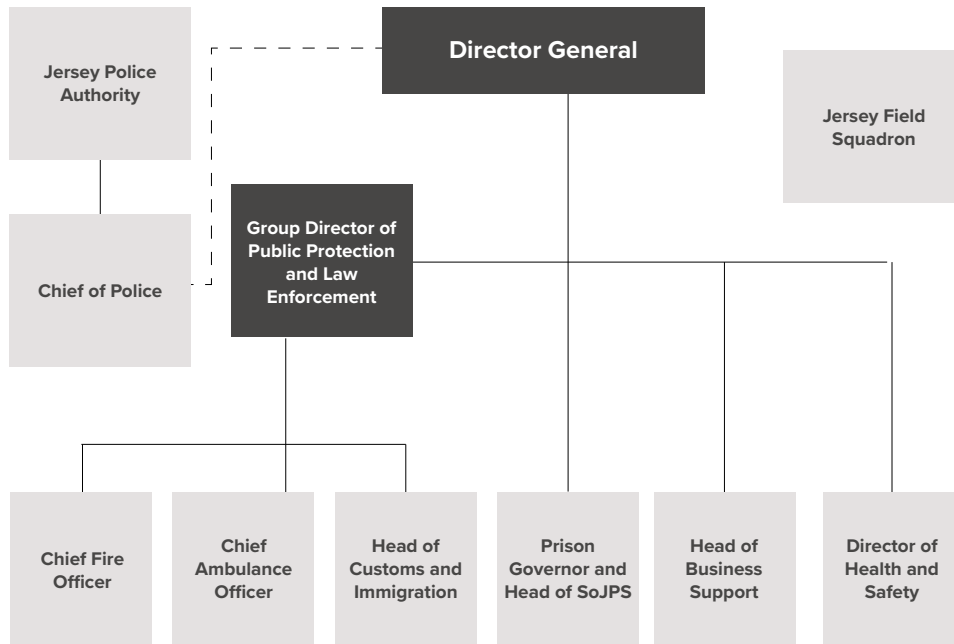 Director General
Jersey Police
Authority
Jersey Field
Squadron
Group Director of
Public Protection
and Law
Enforcement
Chief of Police
Chief Fire
Officer
Chief
Ambulance
Officer
Head of
Customs and
Immigration
Prison
Governor and
Head of SoJPS
Head of
Business
Support
Director of
Health and
Safety